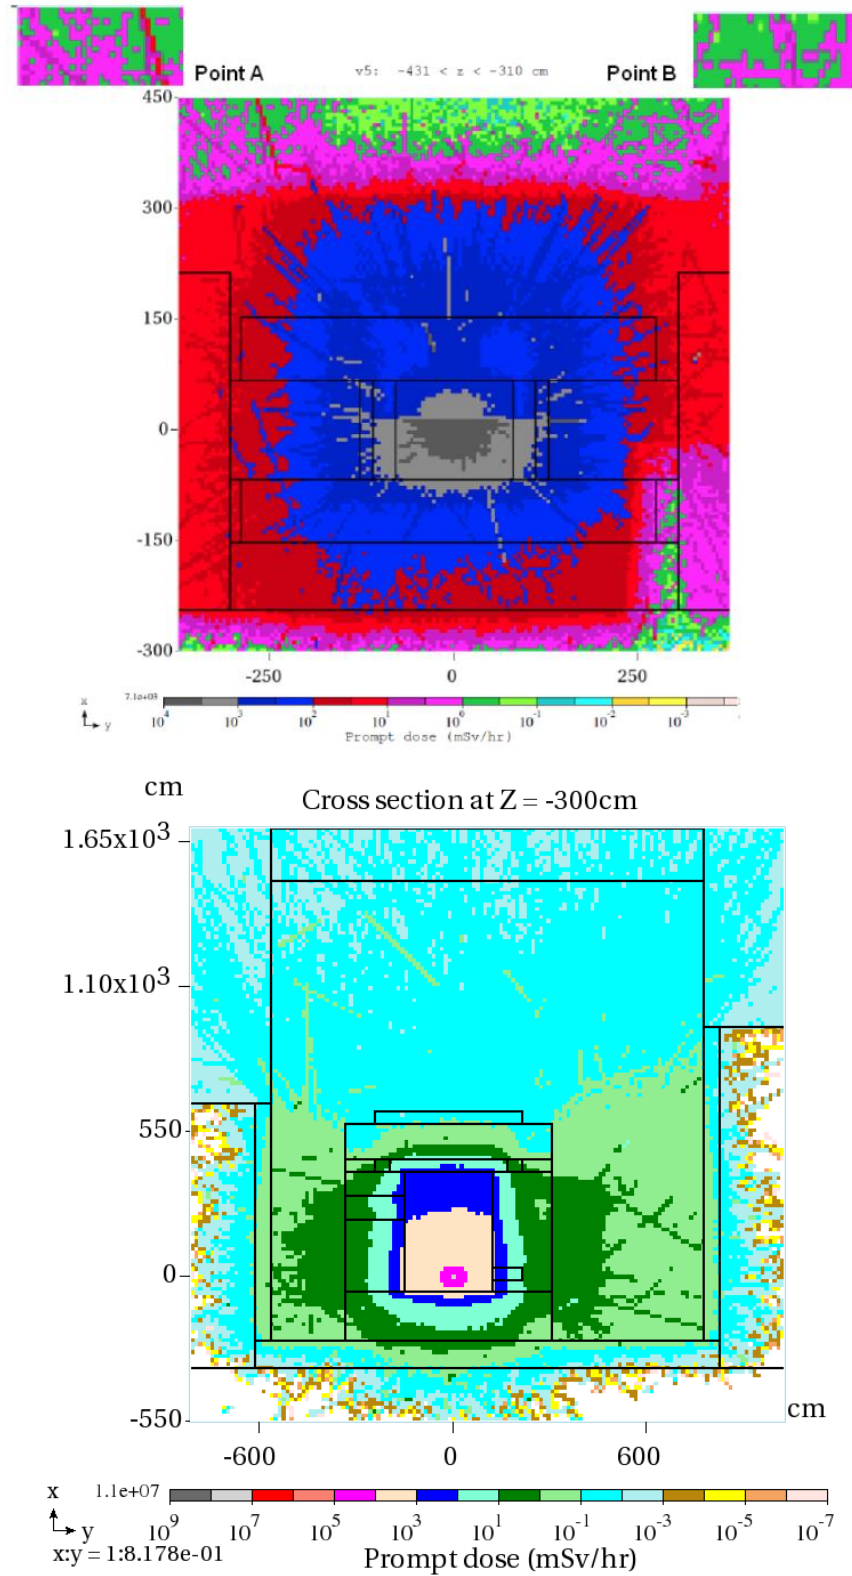 Point A
v5: -431 < z < -310 cm
Point B
450
300
150
0
-150
-300
-250 0 250
7.1e+03
x
y
10^4 10^3 10^2 10^1 10^0 10^-1 10^-2 10^-3
Prompt dose (mSv/hr)
cm
Cross section at Z = -300cm
1.65x10^3
1.10x10^3
550
0
-550
cm
-600 0 600
x
1.1e+07
y
10^9 10^7 10^5 10^3 10^1 10^-1 10^-3 10^-5 10^-7
x:y = 1:8.178e-01
Prompt dose (mSv/hr)